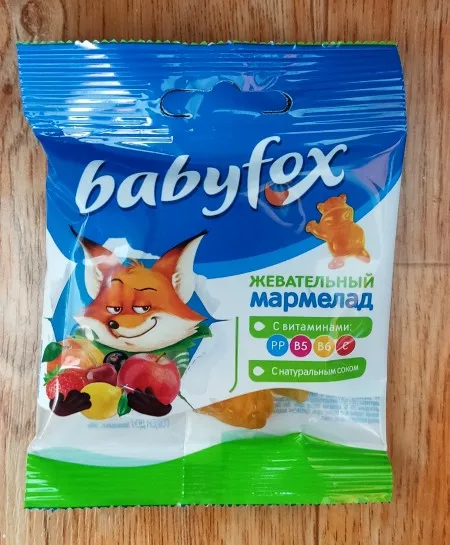 babyfox
ЖЕВАТЕЛЬНЫЙ
мармелад
С витаминами:
PP B5 B6 C
С натуральным соком